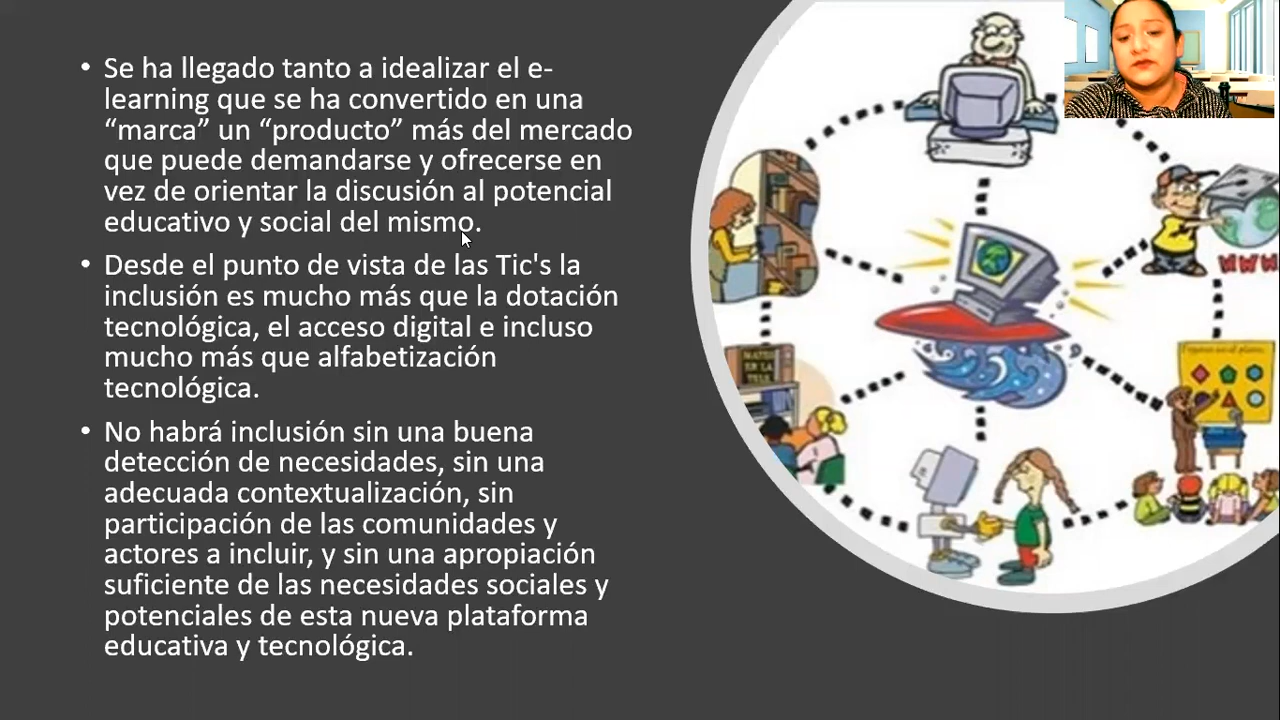 • Se ha llegado tanto a idealizar el e-
learning que se ha convertido en una
“marca” un “producto” más del mercado
que puede demandarse y ofrecerse en
vez de orientar la discusión al potencial
educativo y social del mismo.
• Desde el punto de vista de las Tic's la
inclusión es mucho más que la dotación
tecnológica, el acceso digital e incluso
mucho más que alfabetización
tecnológica.
• No habrá inclusión sin una buena
detección de necesidades, sin una
adecuada contextualización, sin
participación de las comunidades y
actores a incluir, y sin una apropiación
suficiente de las necesidades sociales y
potenciales de esta nueva plataforma
educativa y tecnológica.
WWW
EN LA